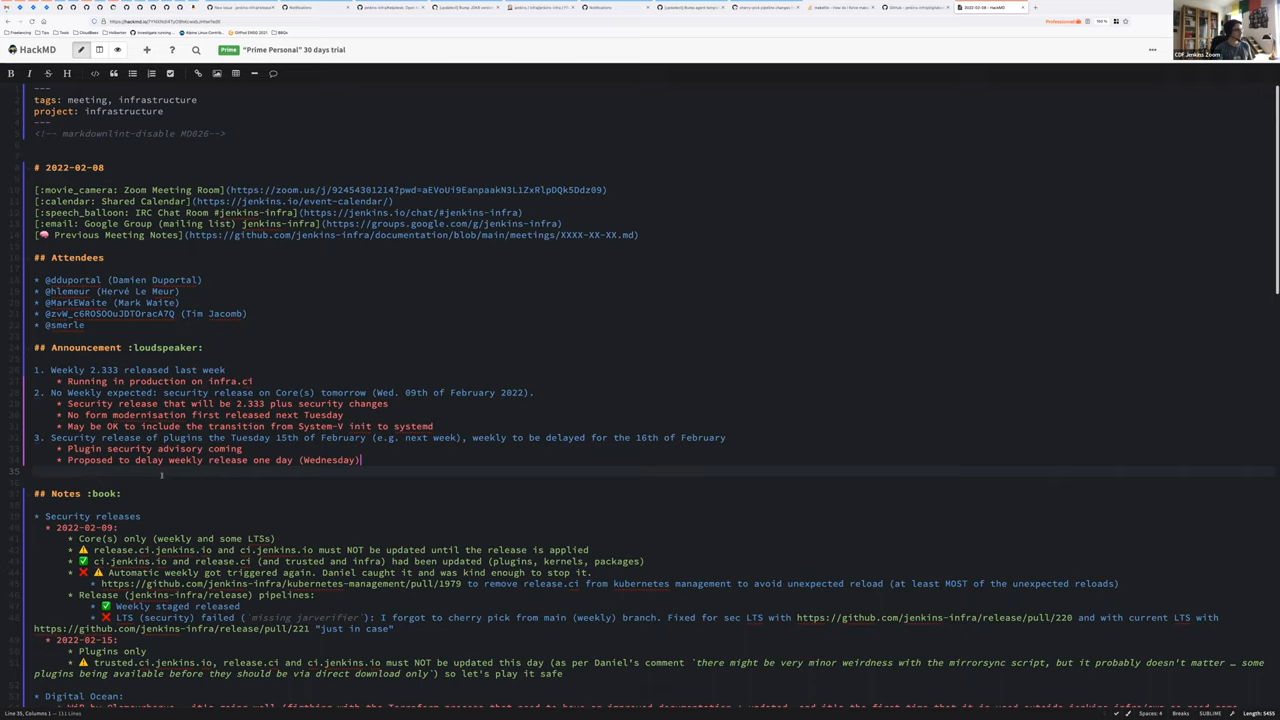 https://hackmd.io/
HackMD
Prime "Prime Personal" 30 days trial
CDF Jenkins Zoom
---
tags: meeting, infrastructure
project: infrastructure
---
<!-- markdownlint-disable MD026-->
# 2022-02-08
[:movie_camera: Zoom Meeting Room](https://zoom.us/j/92454301214?pwd=aEVoUi9EanpaakN3L1ZxRlpDQk5Ddz09)
[:calendar: Shared Calendar](https://jenkins.io/event-calendar/)
[:speech_balloon: IRC Chat Room #jenkins-infra](https://jenkins.io/chat/#jenkins-infra)
[:email: Google Group (mailing list) jenkins-infra](https://groups.google.com/g/jenkins-infra)
[🧠 Previous Meeting Notes](https://github.com/jenkins-infra/documentation/blob/main/meetings/XXXX-XX-XX.md)
## Attendees
* @dduportal (Damien Duportal)
* @hlemeur (Hervé Le Meur)
* @MarkEWaite (Mark Waite)
* @zvW_c6ROSOOuJDTOracA7Q (Tim Jacomb)
* @smerle
## Announcement :loudspeaker:
1. Weekly 2.333 released last week
* Running in production on infra.ci
2. No Weekly expected: security release on Core(s) tomorrow (Wed. 09th of February 2022).
* Security release that will be 2.333 plus security changes
* No form modernisation first released next Tuesday
* May be OK to include the transition from System-V init to systemd
3. Security release of plugins the Tuesday 15th of February (e.g. next week), weekly to be delayed for the 16th of February
* Plugin security advisory coming
* Proposed to delay weekly release one day (Wednesday)
## Notes :book:
* Security releases
* 2022-02-09:
* Core(s) only (weekly and some LTSs)
* ⚠️ release.ci.jenkins.io and ci.jenkins.io must NOT be updated until the release is applied
* ✅ ci.jenkins.io and release.ci (and trusted and infra) had been updated (plugins, kernels, packages)
* ❌ ⚠️ Automatic weekly got triggered again. Daniel caught it and was kind enough to stop it.
* https://github.com/jenkins-infra/kubernetes-management/pull/1979 to remove release.ci from kubernetes management to avoid unexpected reload (at least MOST of the unexpected reloads)
* Release (jenkins-infra/release) pipelines:
* ✅ Weekly staged released
* ❌ LTS (security) failed (`missing jarverifier`): I forgot to cherry pick from main (weekly) branch. Fixed for sec LTS with https://github.com/jenkins-infra/release/pull/220 and with current LTS with
https://github.com/jenkins-infra/release/pull/221 "just in case"
* 2022-02-15:
* Plugins only
* ⚠️ trusted.ci.jenkins.io, release.ci and ci.jenkins.io must NOT be updated this day (as per Daniel's comment `there might be very minor weirdness with the mirrorsync script, but it probably doesn't matter … some
plugins being available before they should be via direct download only`) so let's play it safe
* Digital Ocean:
Line 35, Columns 1 — 151 Lines
Spaces: 4
Breaks
SUBLIME
Length: 5455